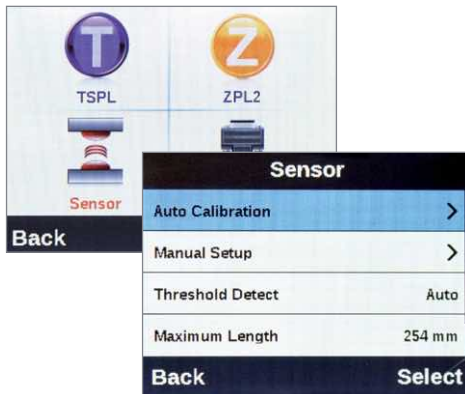 T
Z
TSPL ZPL2
Sensor
Back
Sensor
Auto Calibration >
Manual Setup >
Threshold Detect Auto
Maximum Length 254 mm
Back Select